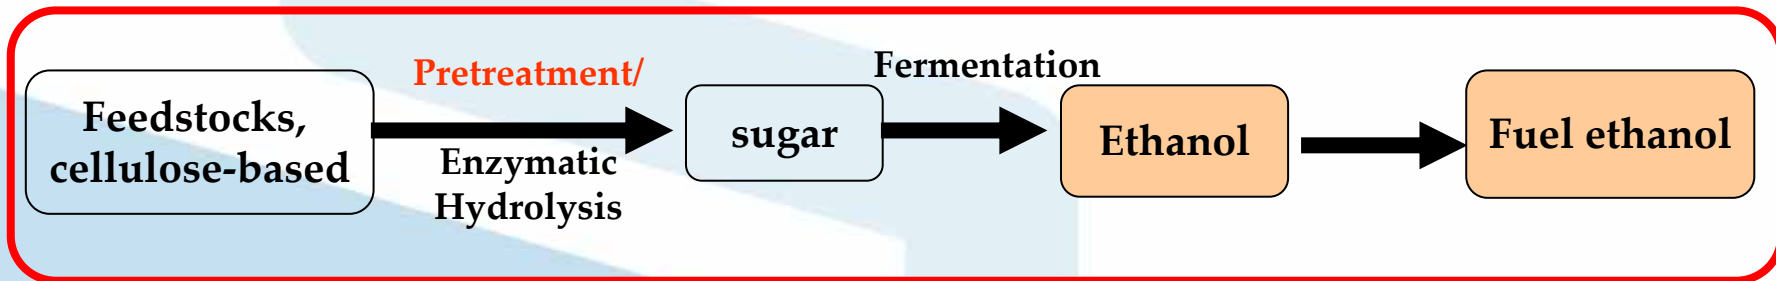 Feedstocks,
cellulose-based
Pretreatment/
Enzymatic
Hydrolysis
sugar
Fermentation
Ethanol
Fuel ethanol